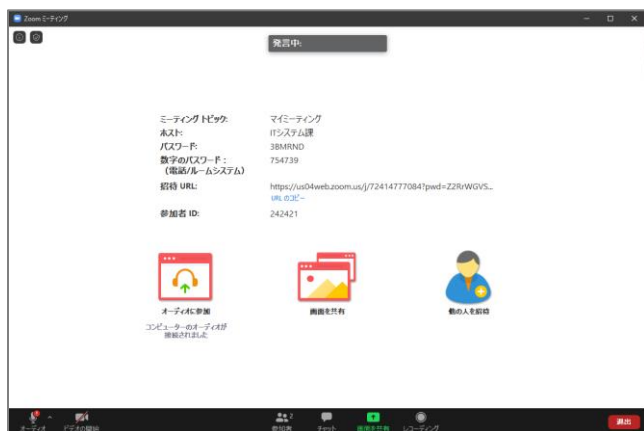 Zoom ミーティング
発言中:
ミーティング トピック: マイミーティング
ホスト: ITシステム課
パスワード: 3BMRND
数字のパスワード： 754739
（電話/ルームシステム）
招待 URL: https://us04web.zoom.us/j/72414777084?pwd=Z2RrWGVS...
URL のコピー
参加者 ID: 242421
オーディオに参加 画面を共有 他の人を招待
コンピューターのオーディオが
接続されました
2
オーディオ ビデオの開始 参加者 チャット 画面を共有 レコーディング 退出